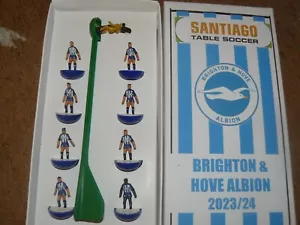 SANTIAGO
TABLE SOCCER
BRIGHTON & HOVE
ALBION
BRIGHTON &
HOVE ALBION
2023/24